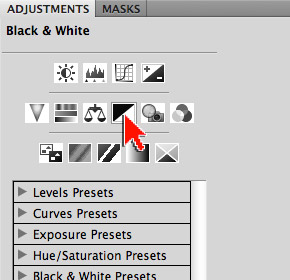 ADJUSTMENTS MASKS
Black & White
Levels Presets
Curves Presets
Exposure Presets
Hue/Saturation Presets
Black & White Presets